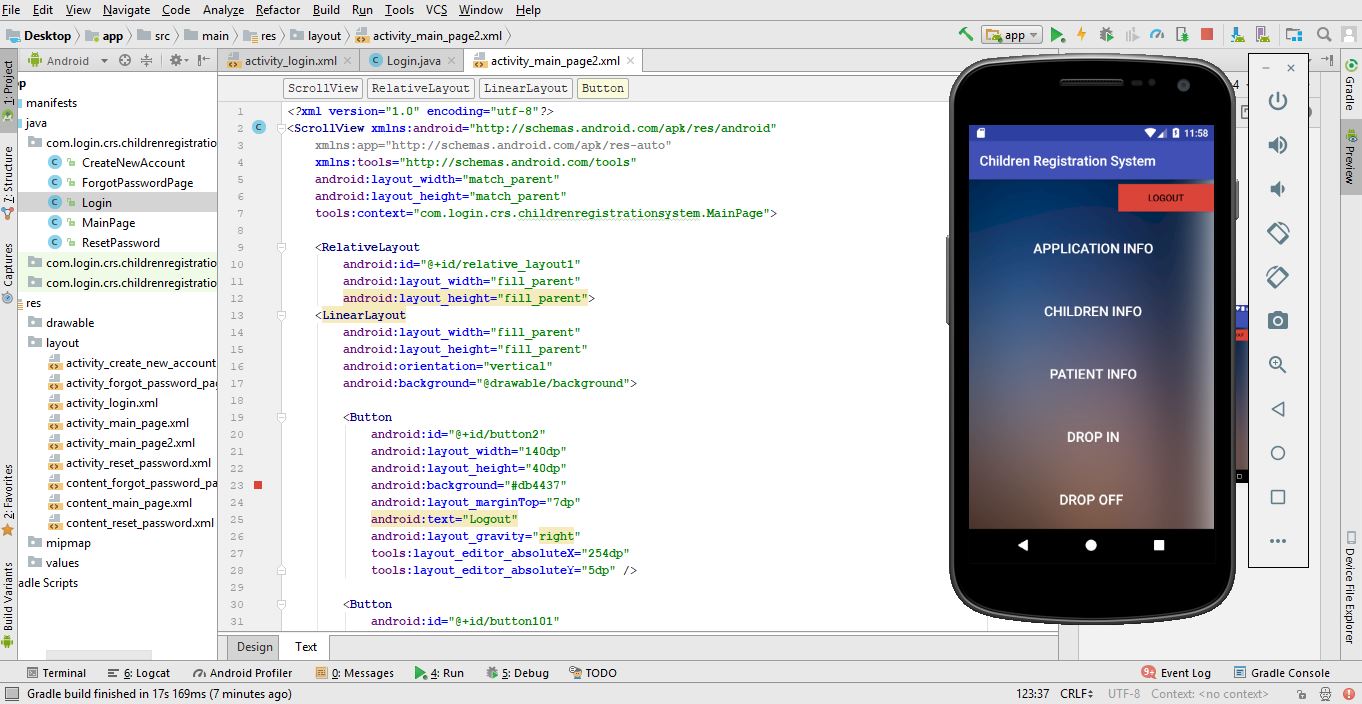 File Edit View Navigate Code Analyze Refactor Build Run Tools VCS Window Help
Desktop app src main res layout activity_main_page2.xml
app
Android
activity_login.xml Login.java activity_main_page2.xml
ScrollView RelativeLayout LinearLayout Button
1: Project
7: Structure
Captures
2: Favorites
Build Variants
manifests
java
com.login.crs.childrenregistratio
CreateNewAccount
ForgotPasswordPage
Login
MainPage
ResetPassword
com.login.crs.childrenregistratio
com.login.crs.childrenregistratio
res
drawable
layout
activity_create_new_account
activity_forgot_password_pa
activity_login.xml
activity_main_page.xml
activity_main_page2.xml
activity_reset_password.xml
content_forgot_password_pa
content_main_page.xml
content_reset_password.xml
mipmap
values
adle Scripts
1 <?xml version="1.0" encoding="utf-8"?>
2 <ScrollView xmlns:android="http://schemas.android.com/apk/res/android"
3 xmlns:app="http://schemas.android.com/apk/res-auto"
4 xmlns:tools="http://schemas.android.com/tools"
5 android:layout_width="match_parent"
6 android:layout_height="match_parent"
7 tools:context="com.login.crs.childrenregistrationsystem.MainPage">
8
9 <RelativeLayout
10 android:id="@+id/relative_layout1"
11 android:layout_width="fill_parent"
12 android:layout_height="fill_parent">
13 <LinearLayout
14 android:layout_width="fill_parent"
15 android:layout_height="fill_parent"
16 android:orientation="vertical"
17 android:background="@drawable/background">
18
19 <Button
20 android:id="@+id/button2"
21 android:layout_width="140dp"
22 android:layout_height="40dp"
23 android:background="#db4437"
24 android:layout_marginTop="7dp"
25 android:text="Logout"
26 android:layout_gravity="right"
27 tools:layout_editor_absoluteX="254dp"
28 tools:layout_editor_absoluteY="5dp" />
29
30 <Button
31 android:id="@+id/button101"
Design Text
11:58
Children Registration System
LOGOUT
APPLICATION INFO
CHILDREN INFO
PATIENT INFO
DROP IN
DROP OFF
Gradle
Preview
Device File Explorer
Terminal 6: Logcat Android Profiler 0: Messages 4: Run 5: Debug TODO Event Log Gradle Console
Gradle build finished in 17s 169ms (7 minutes ago) 123:37 CRLF UTF-8 Context: <no context>